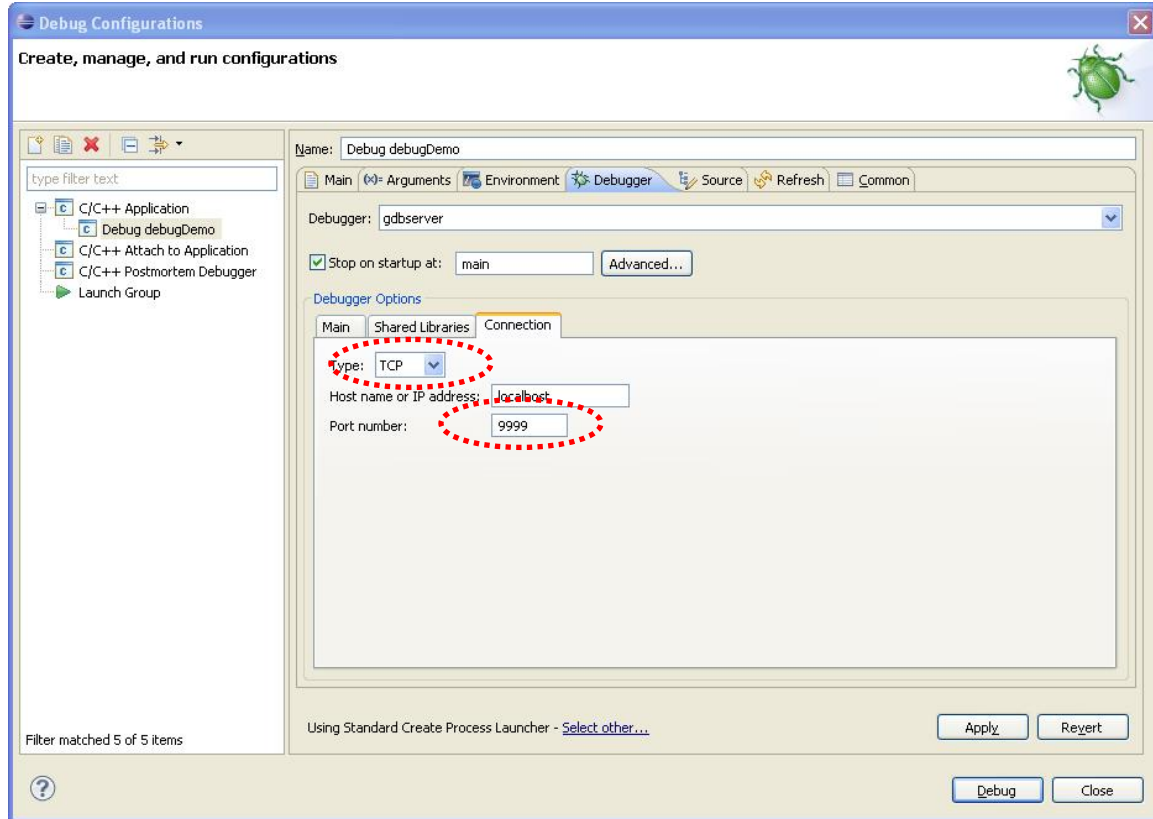 Debug Configurations
Create, manage, and run configurations
type filter text
C/C++ Application
Debug debugDemo
C/C++ Attach to Application
C/C++ Postmortem Debugger
Launch Group
Filter matched 5 of 5 items
Name: Debug debugDemo
Main (x)= Arguments Environment Debugger Source Refresh Common
Debugger: gdbserver
Stop on startup at: main Advanced...
Debugger Options
Main Shared Libraries Connection
Type: TCP
Host name or IP address: localhost
Port number: 9999
Using Standard Create Process Launcher - Select other...
Apply Revert
? Debug Close